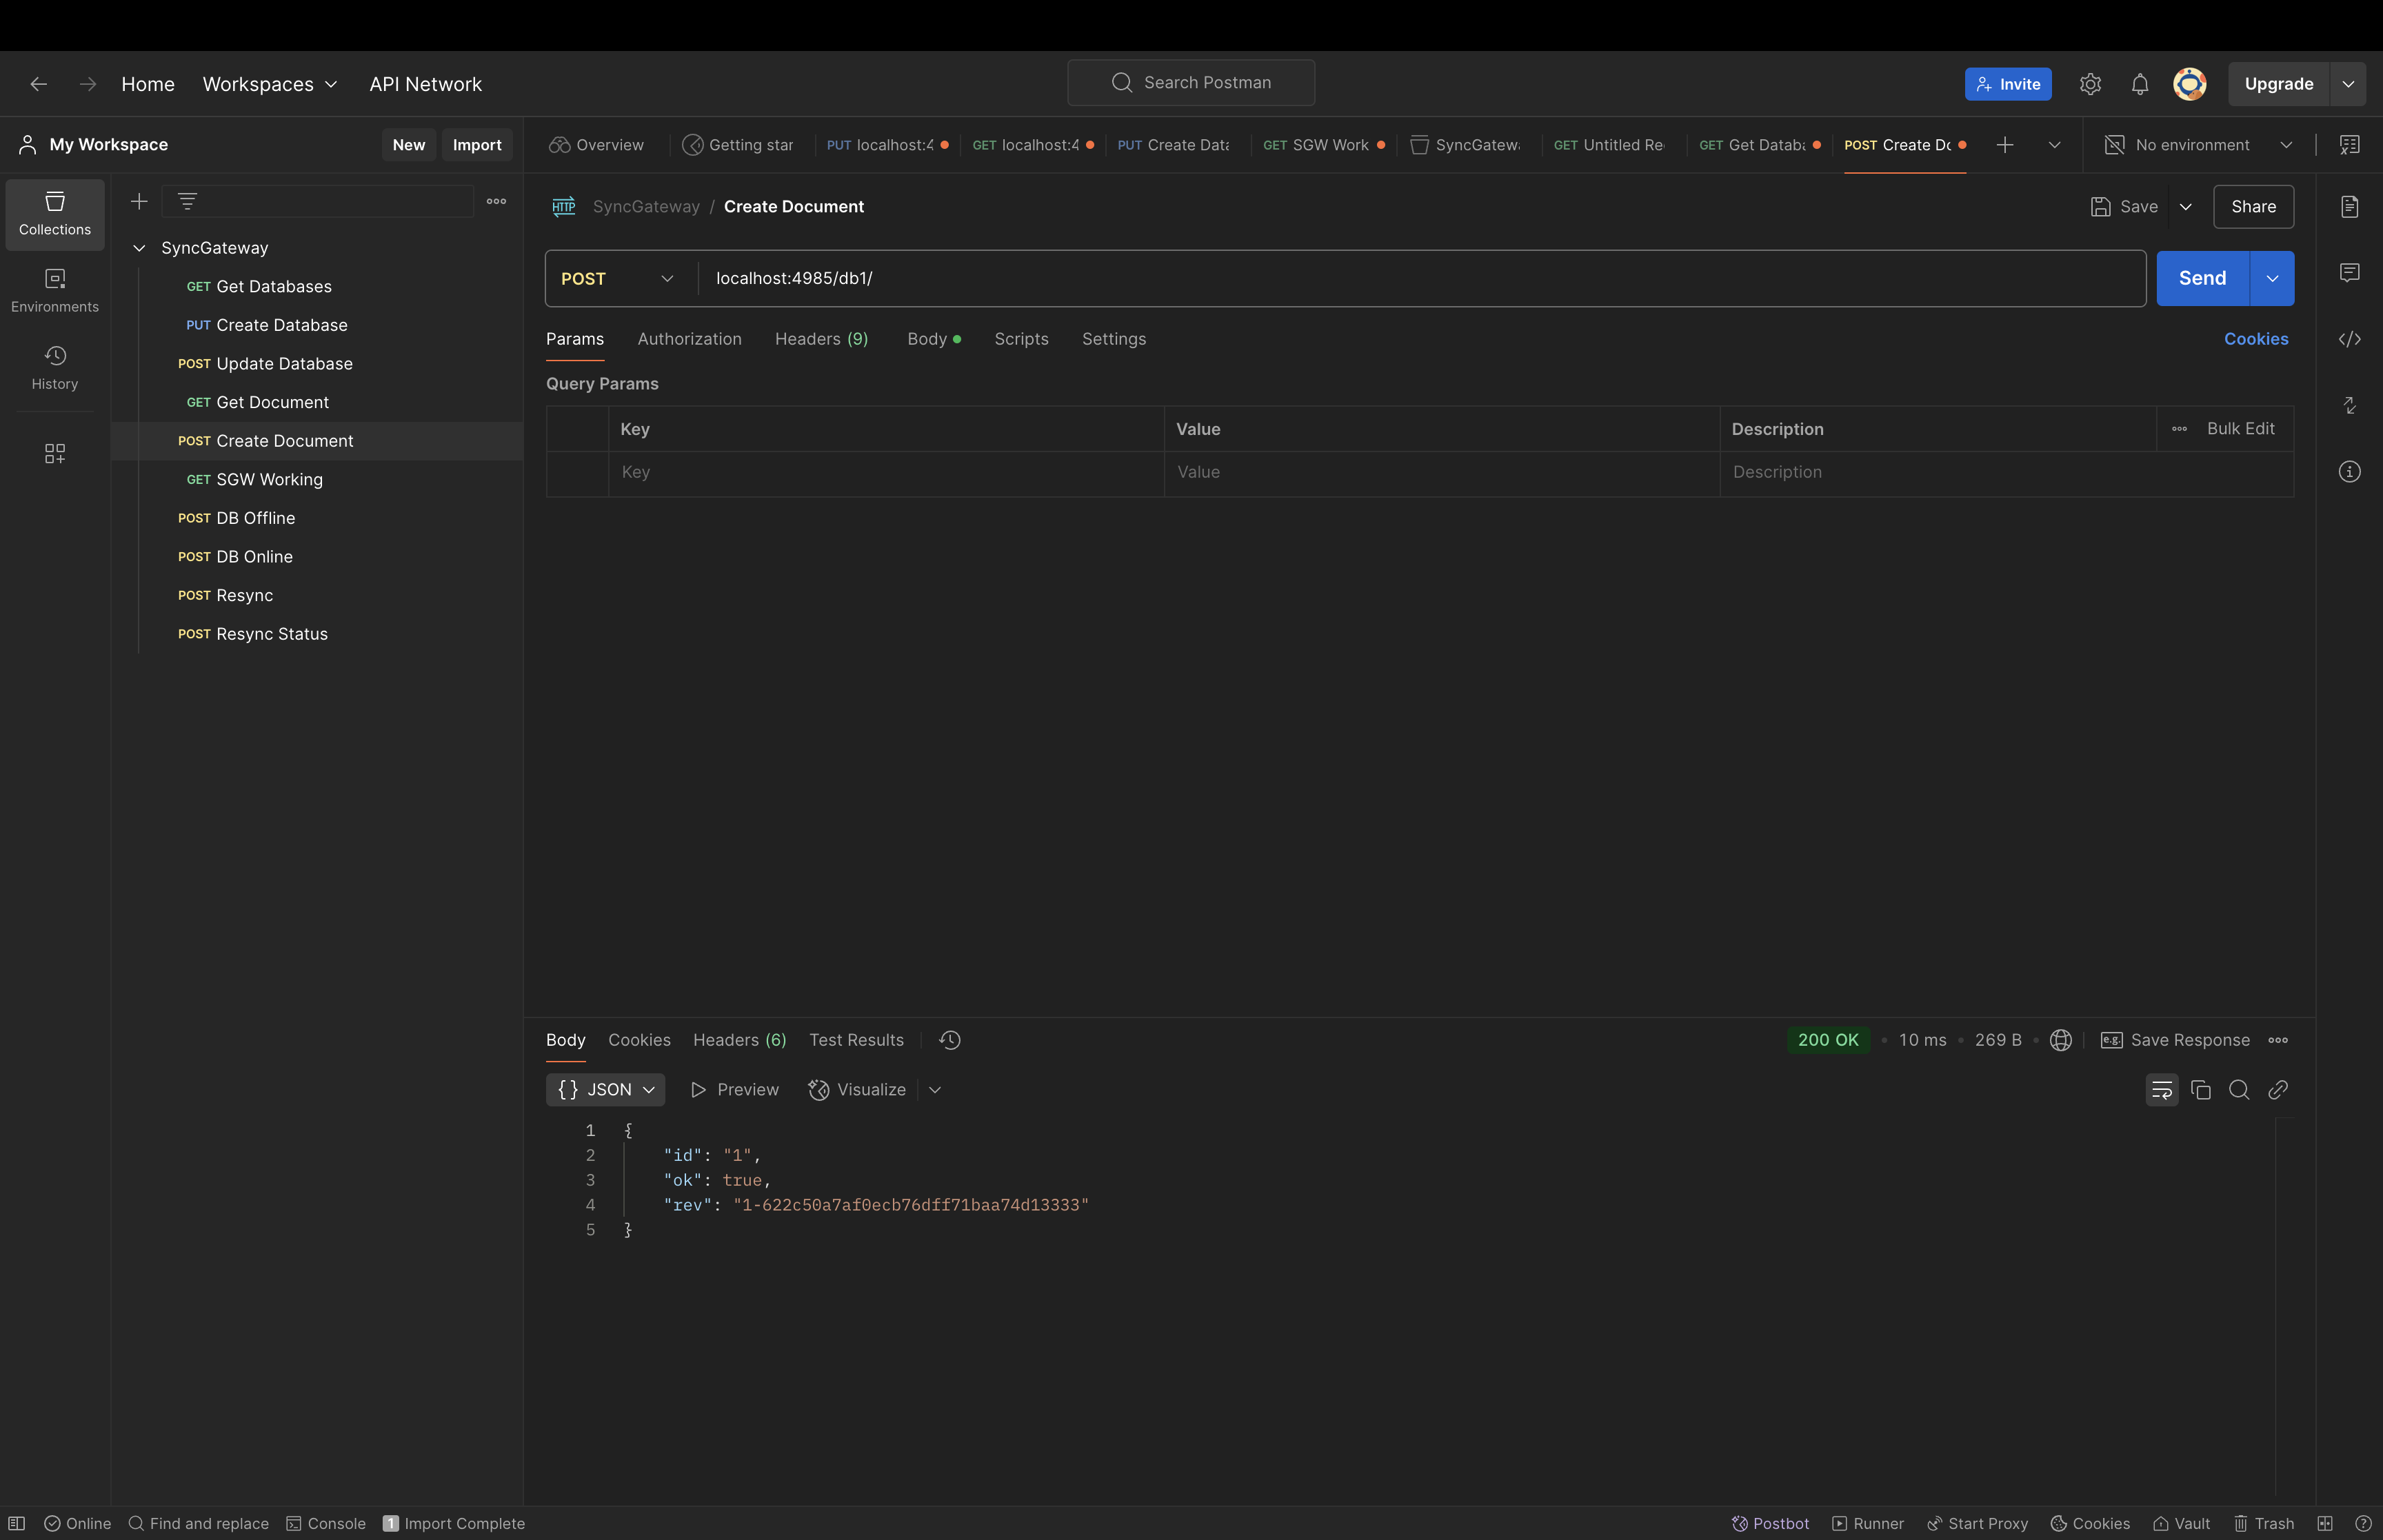 Home Workspaces API Network Search Postman Invite Upgrade
My Workspace New Import Overview Getting star PUT localhost:4 GET localhost:4 PUT Create Data GET SGW Work SyncGatewa GET Untitled Re GET Get Databa POST Create Do No environment
Collections
Environments
History
SyncGateway
GET Get Databases
PUT Create Database
POST Update Database
GET Get Document
POST Create Document
GET SGW Working
POST DB Offline
POST DB Online
POST Resync
POST Resync Status
HTTP SyncGateway / Create Document Save Share
POST localhost:4985/db1/ Send
Params Authorization Headers (9) Body Scripts Settings Cookies
Query Params
Key Value Description Bulk Edit
Key Value Description
Body Cookies Headers (6) Test Results 200 OK 10 ms 269 B e.g. Save Response
{} JSON Preview Visualize
1 {
2 "id": "1",
3 "ok": true,
4 "rev": "1-622c50a7af0ecb76dff71baa74d13333"
5 }
Online Find and replace Console 1 Import Complete Postbot Runner Start Proxy Cookies Vault Trash